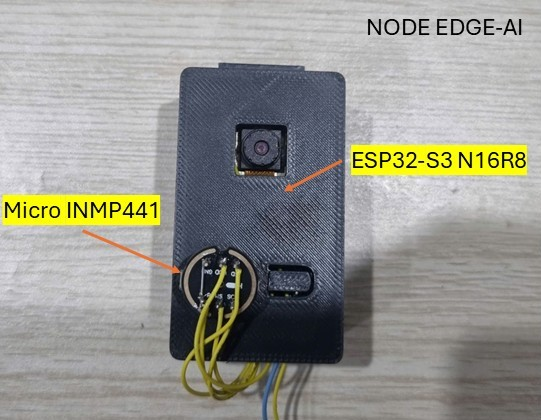 NODE EDGE-AI
ESP32-S3 N16R8
Micro INMP441